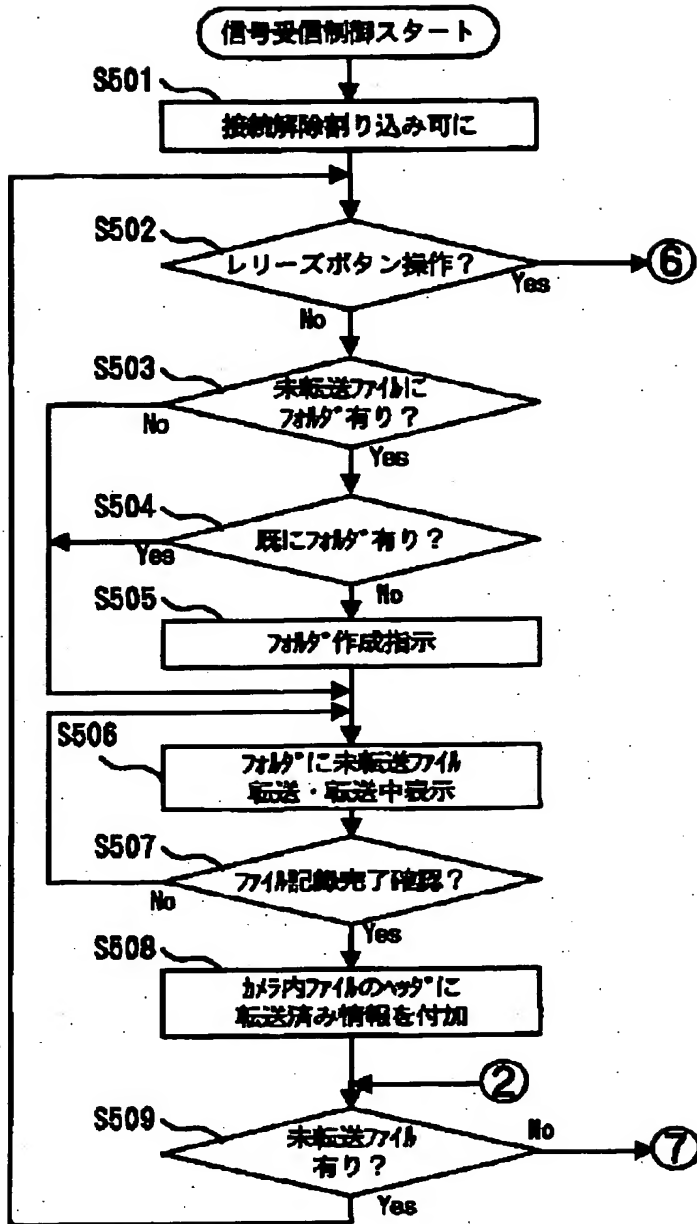 信号受信制御スタート
S501
接続解除割り込み可に
S502
レリーズボタン操作?
Yes
⑥
No
S503
未転送ファイルに
フォルダ有り?
No
Yes
S504
既にフォルダ有り?
Yes
No
S505
フォルダ作成指示
S506
フォルダに未転送ファイル
転送・転送中表示
S507
ファイル記録完了確認?
No
Yes
S508
カメラ内ファイルのヘッダに
転送済み情報を付加
②
S509
未転送ファイル
有り?
No
⑦
Yes